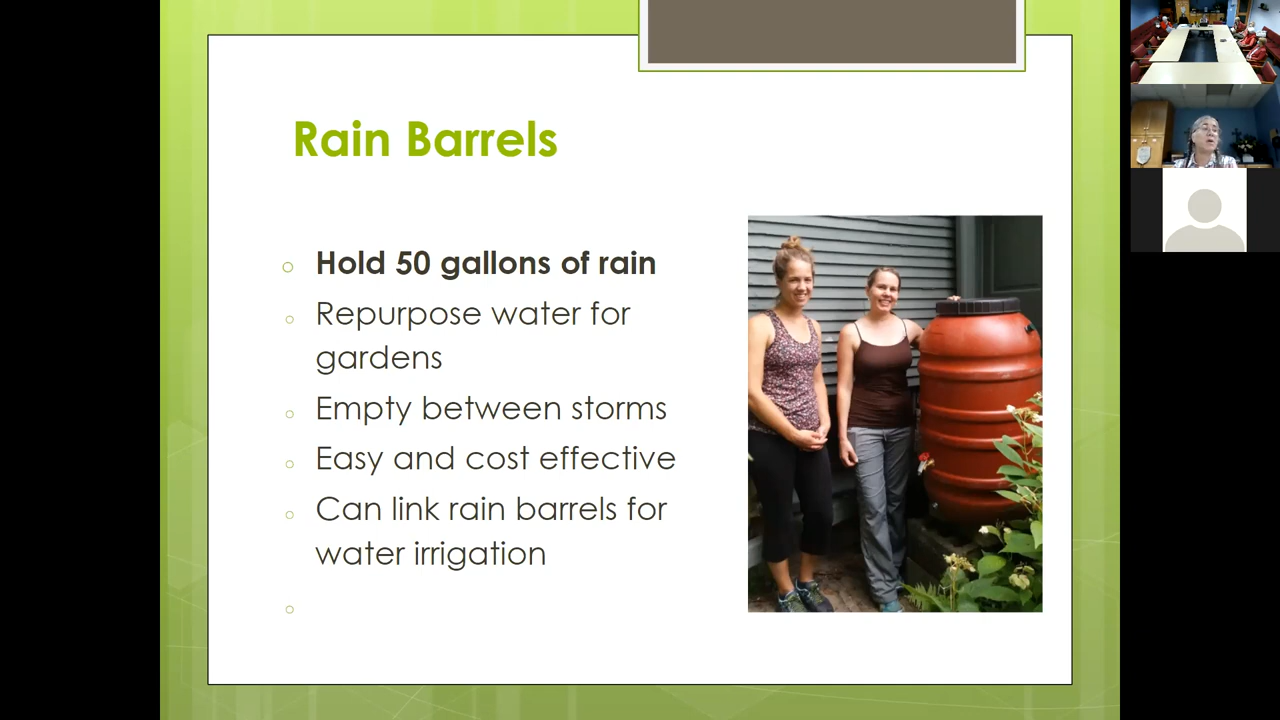 Rain Barrels
Hold 50 gallons of rain
Repurpose water for
gardens
Empty between storms
Easy and cost effective
Can link rain barrels for
water irrigation